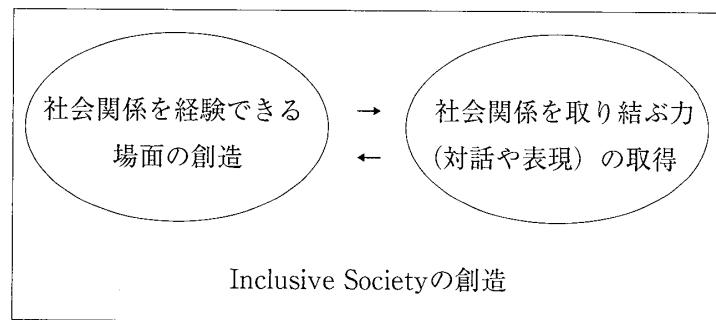 社会関係を経験できる
場面の創造
→
←
社会関係を取り結ぶ力
（対話や表現）の取得
Inclusive Societyの創造